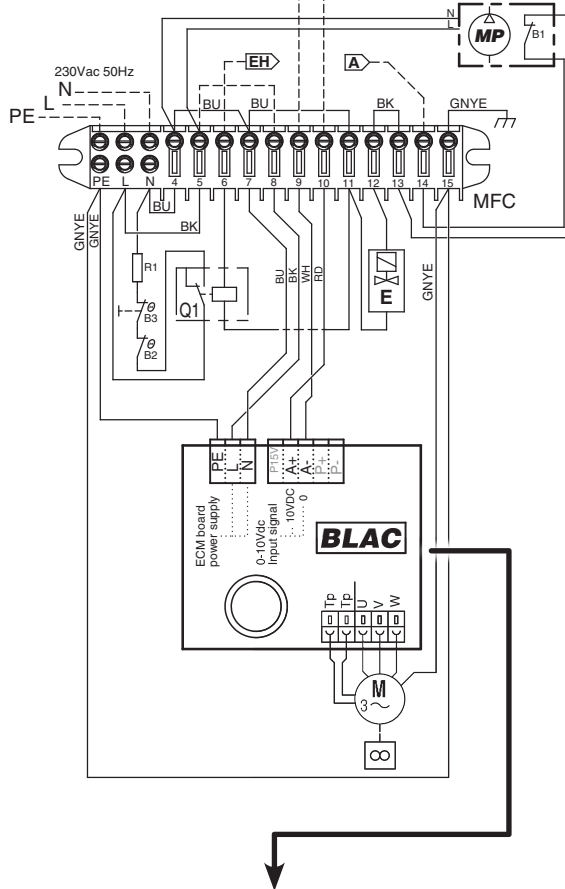 N
L
MP
B1
EH
A
230Vac 50Hz
N
L
PE
BU
BU
BK
GNYE
PE L N 4 5 6 7 8 9 10 11 12 13 14 15
MFC
BU
BK
GNYE
GNYE
R1
B3
B2
Q1
BU
BK
WH
RD
E
GNYE
PE
L
N
P15V
A+
A-
P+
P-
ECM board
power supply
0-10Vdc
Input signal
10VDC
0
BLAC
Tp
Tp
U
V
W
M
3~
8